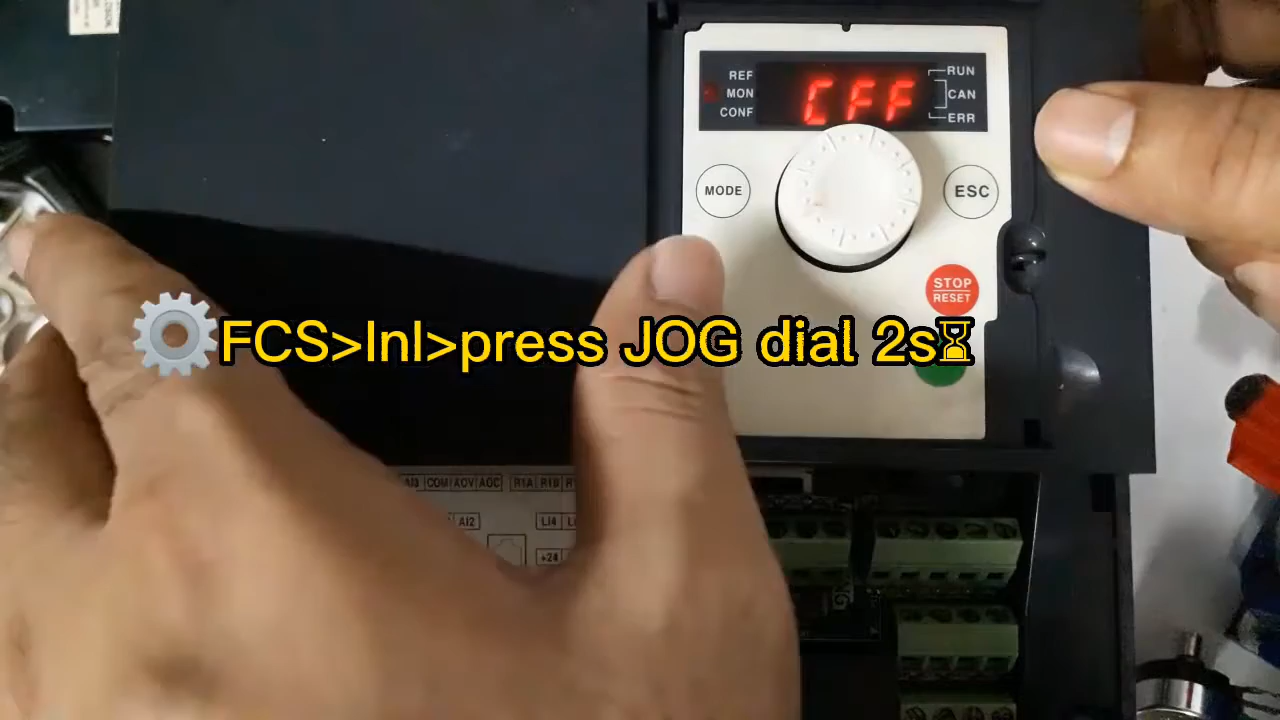 REF
MON
CONF
CFF
RUN
CAN
ERR
MODE
ESC
STOP
RESET
⚙️FCS>InI>press JOG dial 2s⏳
AI3 COM AOV AOC R1A R1B
AI2 LI4
+24